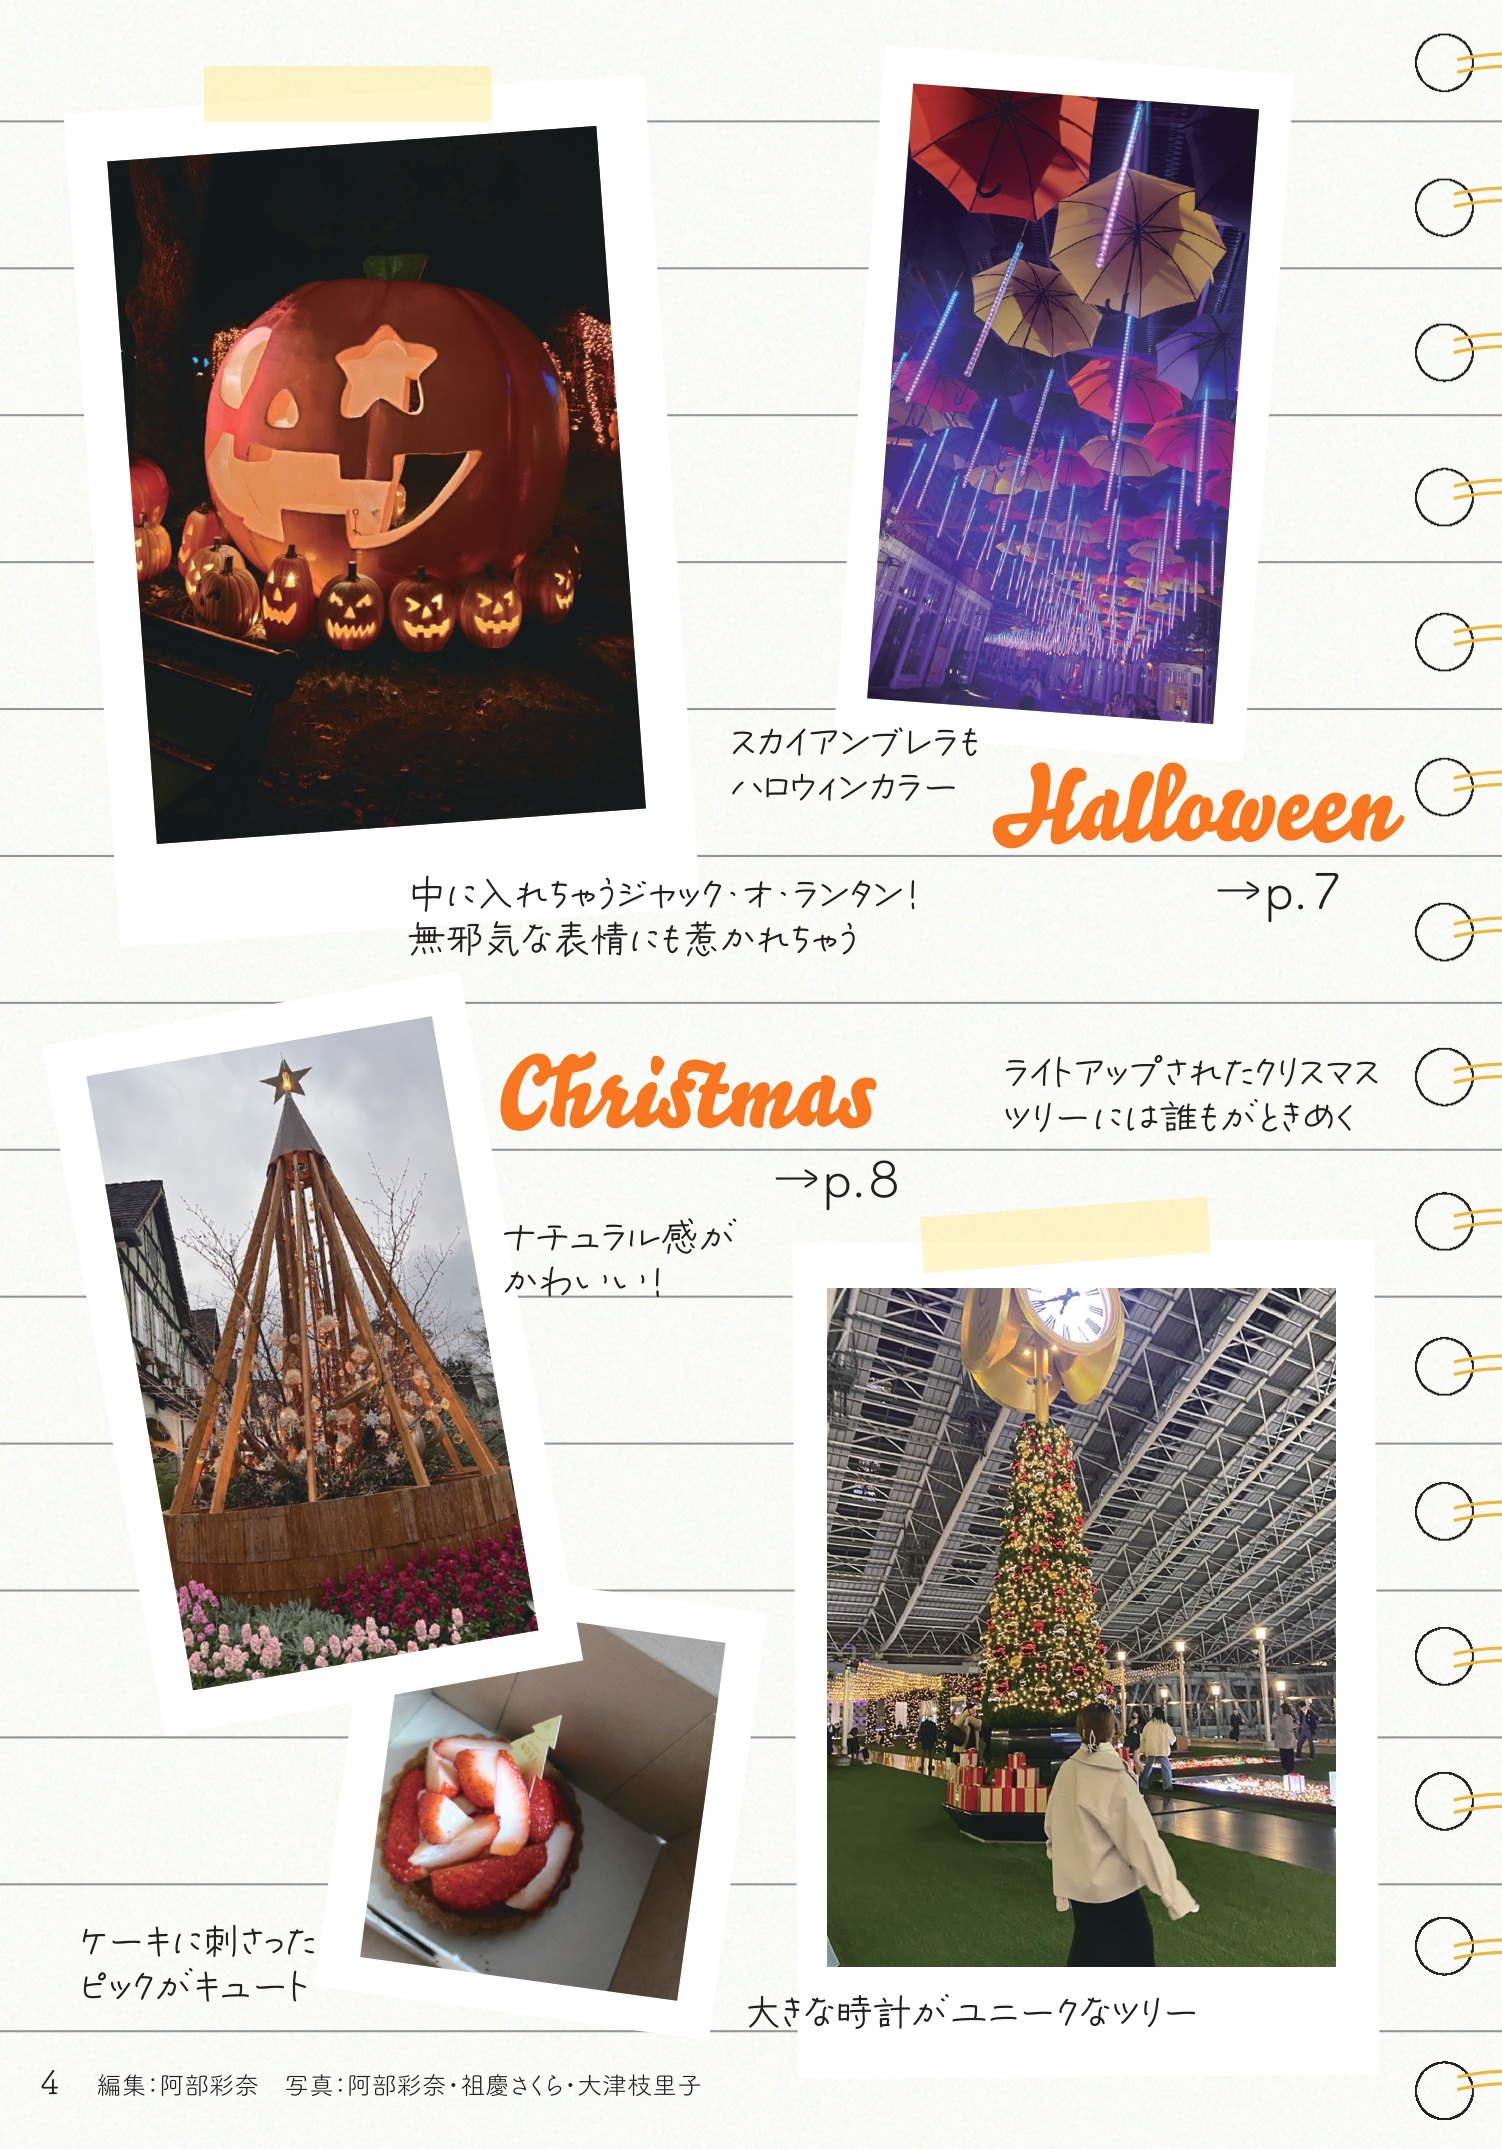 スカイアンブレラも
ハロウィンカラー
Halloween
→p.7
中に入れちゃうジャック・オ・ランタン!
無邪気な表情にも惹かれちゃう
Christmas
→p.8
ライトアップされたクリスマス
ツリーには誰もがときめく
ナチュラル感が
かわいい!
ケーキに刺さった
ピックがキュート
大きな時計がユニークなツリー
4 編集:阿部彩奈 写真:阿部彩奈・祖慶さくら・大津枝里子